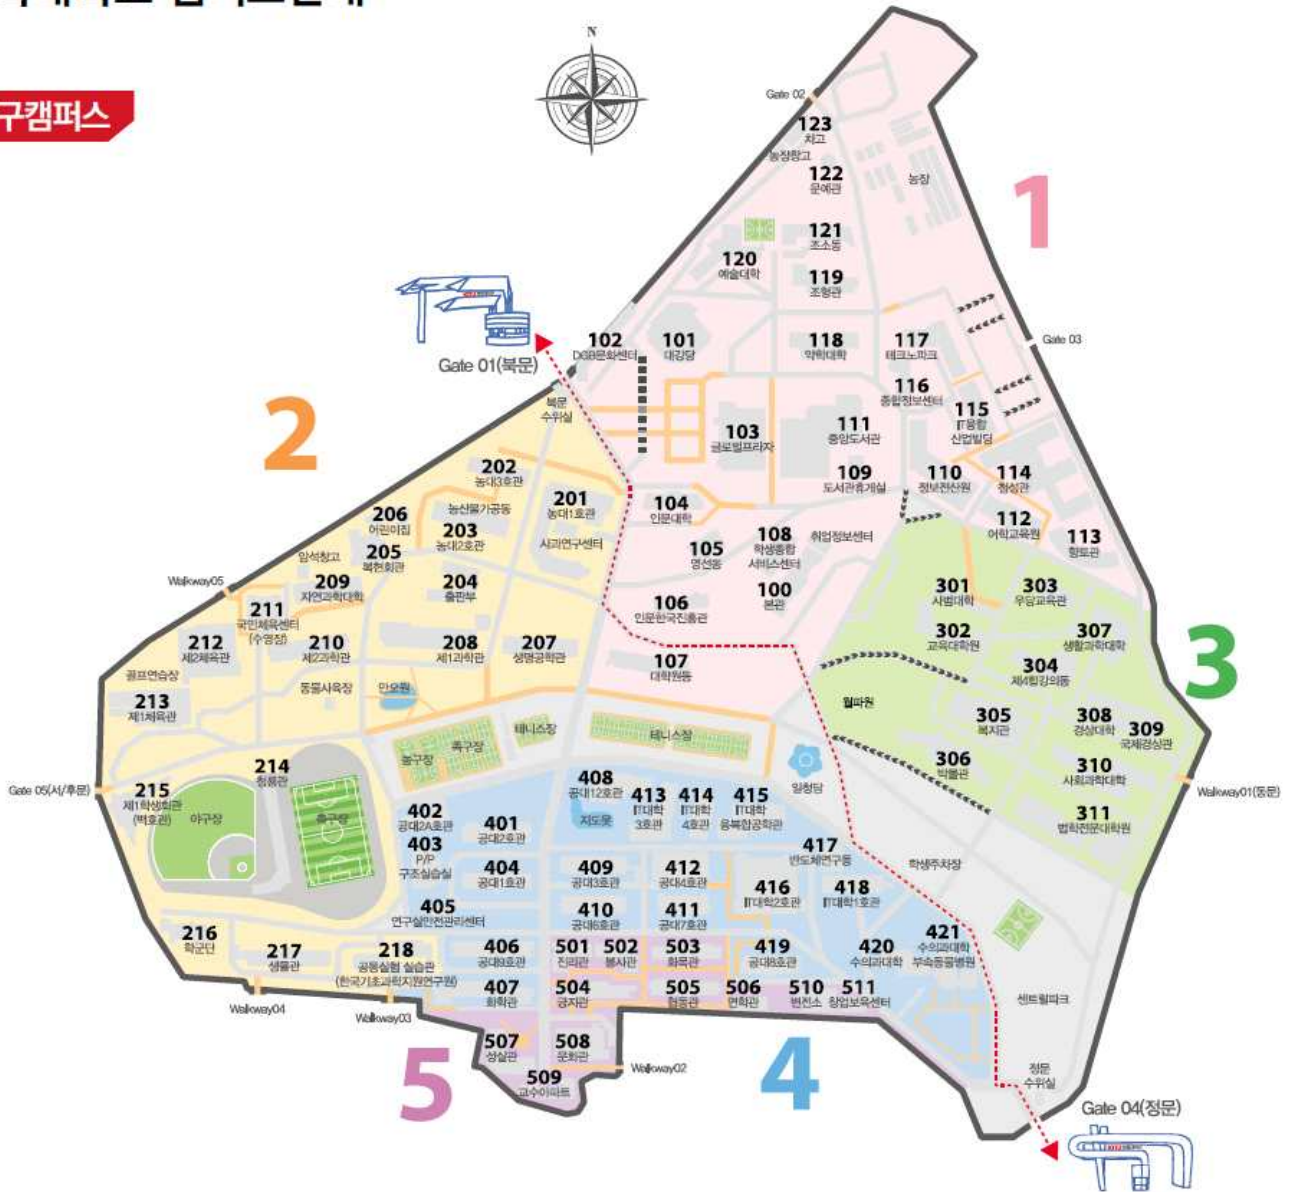 구캠퍼스
N
Gate 02
123
차고
농장창고
122
문예관
농장
1
121
조소동
120
예술대학
119
조형관
Gate 01(북문)
102
DGB문화센터
101
대강당
118
약학대학
117
테크노파크
Gate 03
116
종합정보센터
115
IT융합
산업빌딩
2
북문
수위실
103
글로벌프라자
111
중앙도서관
109
도서관휴게실
110
정보전산원
114
첨성관
202
농대3호관
201
농대1호관
농산물가공동
104
인문대학
206
어린이집
203
농대2호관
사과연구센터
105
영선동
108
학생종합
서비스센터
취업정보센터
112
어학교육원
113
향토관
암석창고
205
복현회관
Walkway05
209
자연과학대학
204
출판부
106
인문한국진흥관
100
본관
301
사범대학
303
우당교육관
211
국민체육센터
(수영장)
212
제2체육관
210
제2과학관
208
제1과학관
207
생명공학관
302
교육대학원
307
생활과학대학
3
107
대학원동
304
제4합강의동
골프연습장
213
제1체육관
동물사육장
만오원
월파원
305
복지관
308
경상대학
309
국제경상관
테니스장
테니스장
농구장
족구장
306
박물관
310
사회과학대학
Gate 05(서/후문)
215
제1학생회관
(백호관)
214
청룡관
야구장
축구장
408
공대12호관
지도못
413
IT대학
3호관
414
IT대학
4호관
415
IT대학
융복합공학관
일청담
Walkway01(동문)
311
법학전문대학원
402
공대2A호관
401
공대2호관
403
P/P
구조실습실
417
반도체연구동
학생주차장
404
공대1호관
409
공대3호관
412
공대4호관
416
IT대학2호관
418
IT대학1호관
405
연구실안전관리센터
410
공대6호관
411
공대7호관
216
학군단
217
생물관
218
공동실험 실습관
(한국기초과학지원연구원)
406
공대9호관
501
진리관
502
봉사관
503
화목관
419
공대8호관
420
수의과대학
421
수의과대학
부속동물병원
407
화학관
504
긍지관
505
협동관
506
면학관
510
변전소
511
창업보육센터
센트럴파크
Walkway04
Walkway03
507
성실관
508
문화관
5
4
Walkway02
509
교수아파트
정문
수위실
Gate 04(정문)